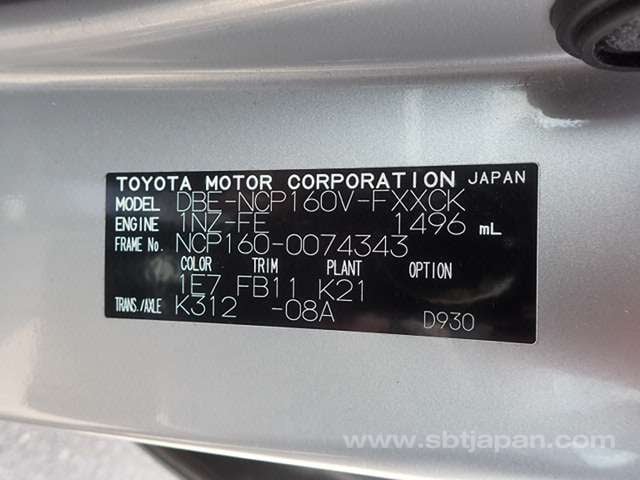 TOYOTA MOTOR CORPORATION JAPAN
MODEL DBE-NCP160V-FXXCK
ENGINE 1NZ-FE 1496 mL
FRAME No. NCP160-0074343
COLOR TRIM PLANT OPTION
1E7 FB11 K21
TRANS./AXLE K312 -08A
D930
www.sbtjapan.com